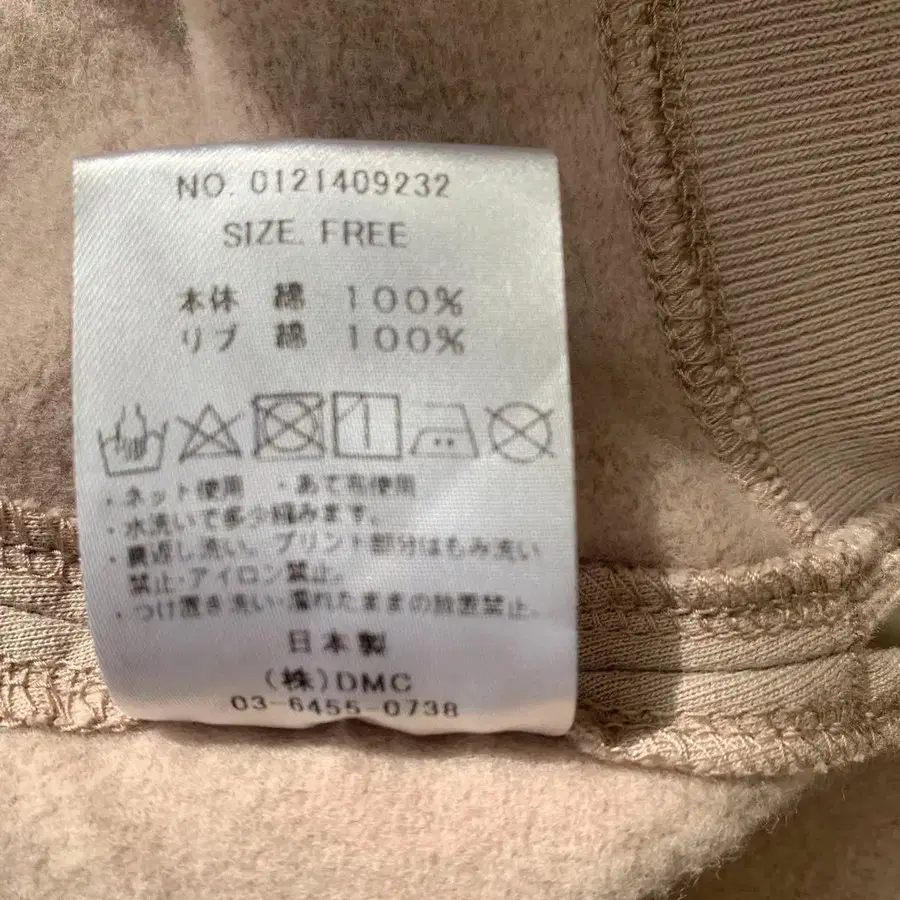 NO. 0121409232
SIZE. FREE
本体 綿 100%
リブ 綿 100%
・ネット使用 ・あて布使用
・水洗いで多少縮みます。
・裏返し洗い。プリント部分はもみ洗い
禁止・アイロン禁止。
・つけ置き洗い・濡れたままの放置禁止。
日本製
(株)DMC
03-6455-0738